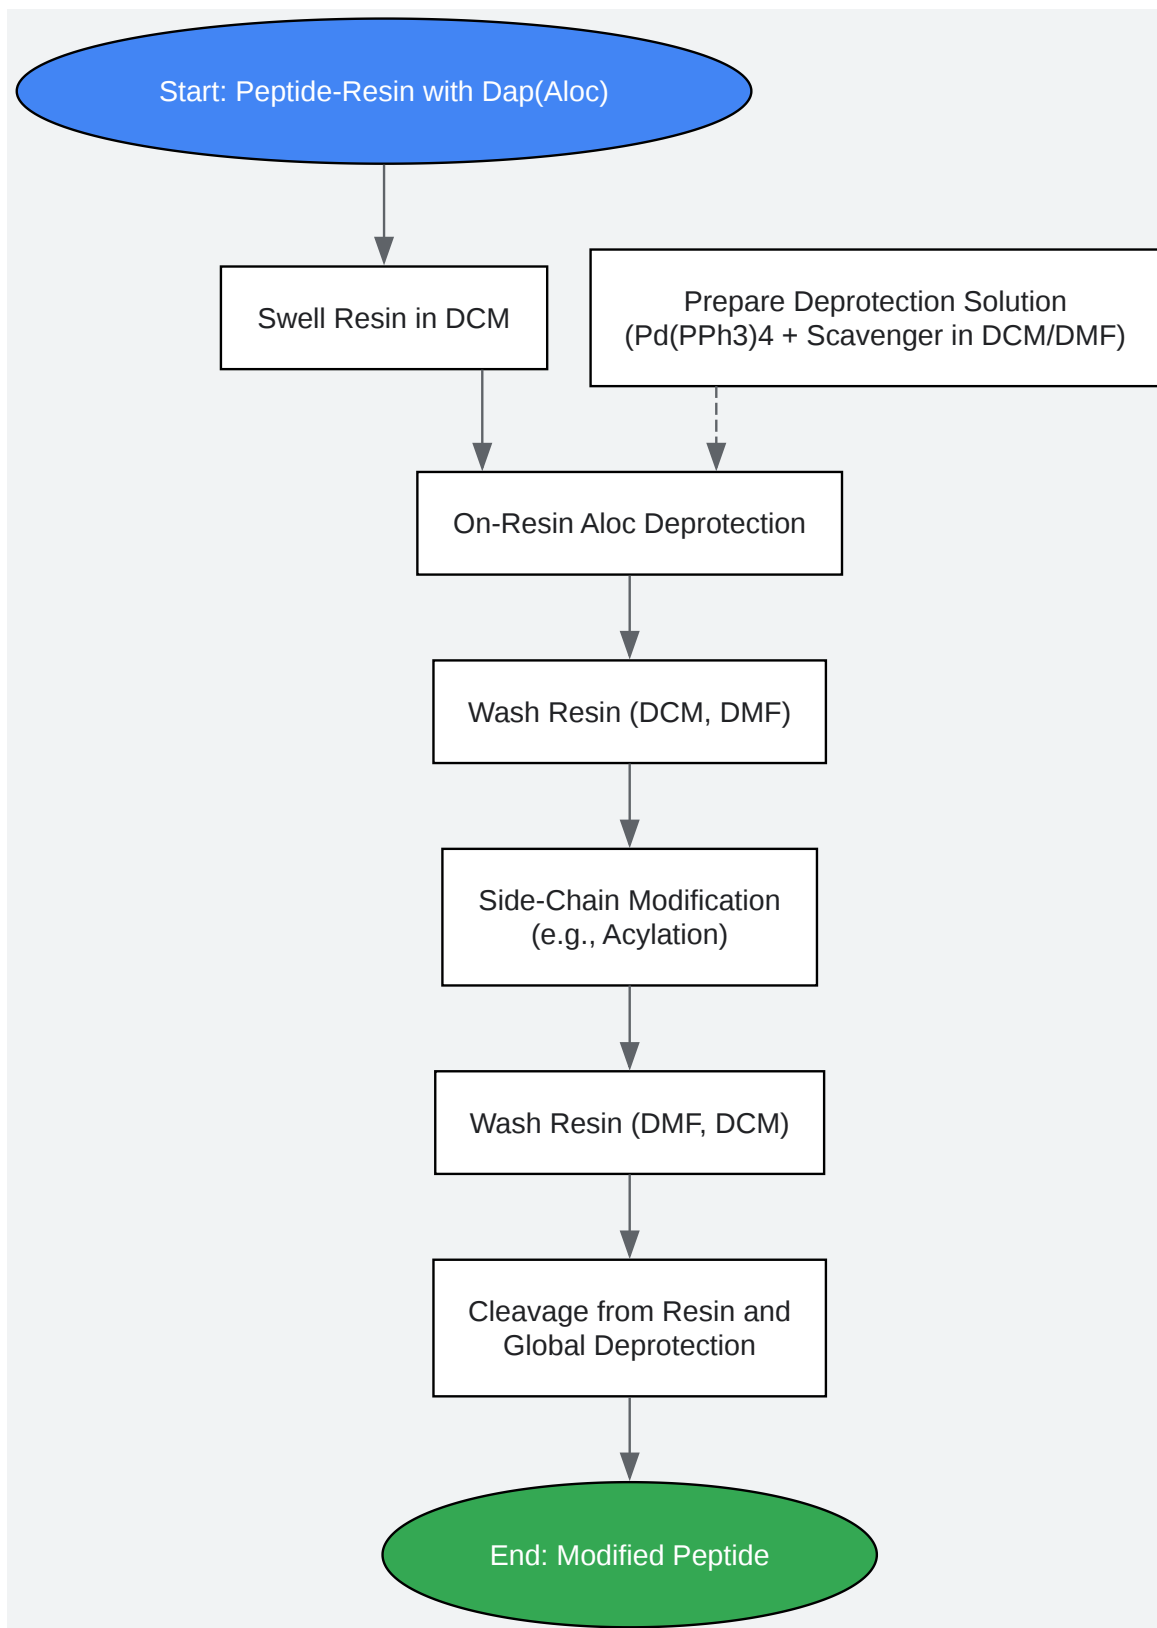 Start: Peptide-Resin with Dap(Aloc)
Swell Resin in DCM
Prepare Deprotection Solution
(Pd(PPh3)4 + Scavenger in DCM/DMF)
On-Resin Aloc Deprotection
Wash Resin (DCM, DMF)
Side-Chain Modification
(e.g., Acylation)
Wash Resin (DMF, DCM)
Cleavage from Resin and
Global Deprotection
End: Modified Peptide